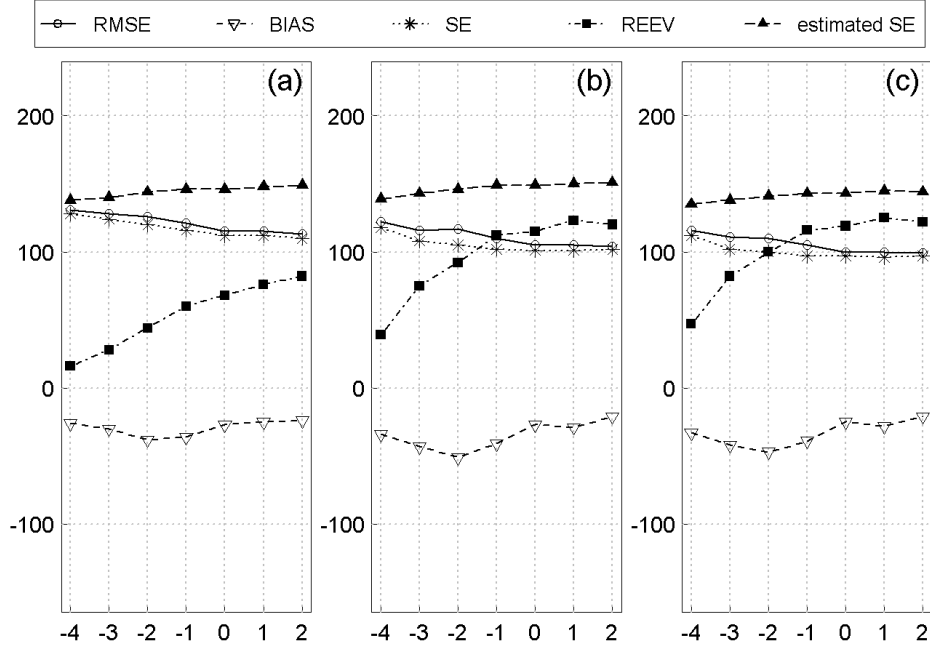 RMSE BIAS SE REEV estimated SE
(a) (b) (c)
200 200 200
100 100 100
0 0 0
-100 -100 -100
-4 -3 -2 -1 0 1 2 -4 -3 -2 -1 0 1 2 -4 -3 -2 -1 0 1 2